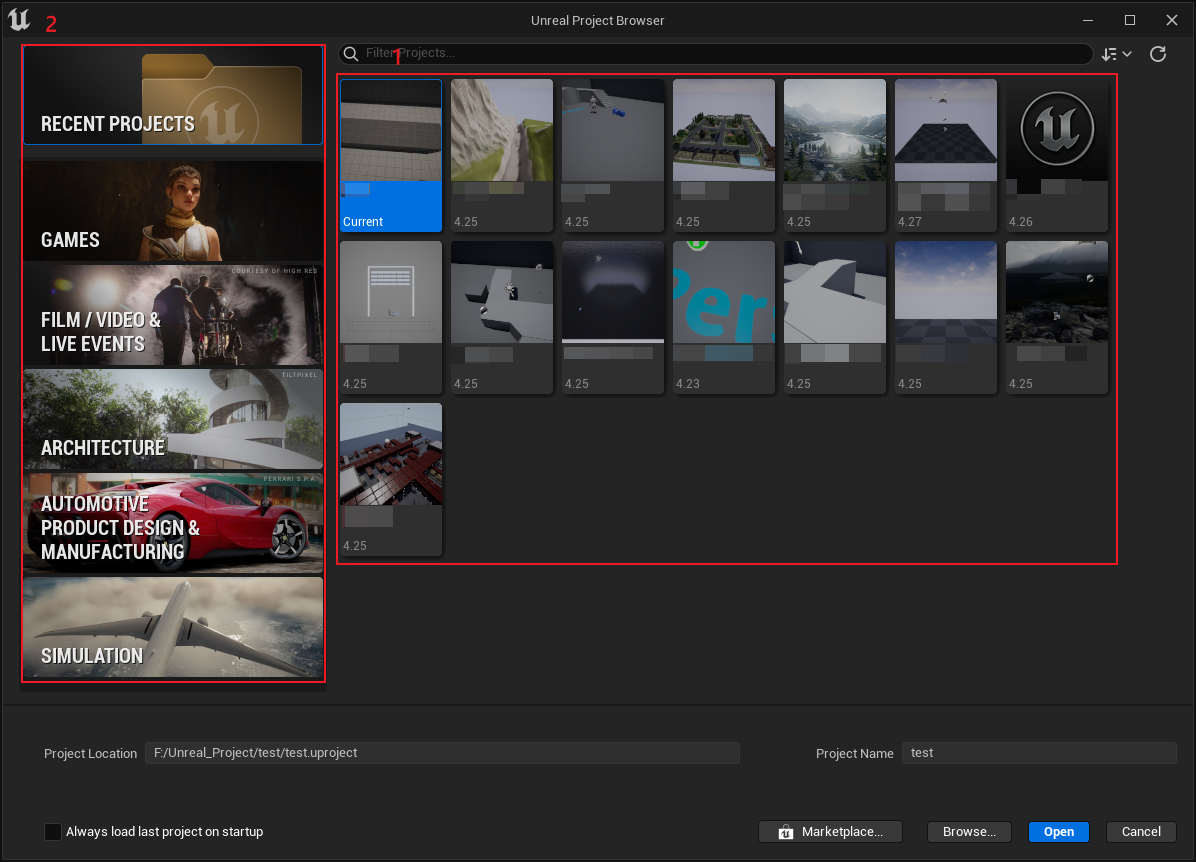 Unreal Project Browser
2
RECENT PROJECTS
GAMES
COURTESY OF HIGH RES
FILM / VIDEO &
LIVE EVENTS
TILTPIXEL
ARCHITECTURE
FERRARI S.P.A.
AUTOMOTIVE
PRODUCT DESIGN &
MANUFACTURING
SIMULATION
Filter Projects...
1
Current
4.25
4.25
4.25
4.25
4.27
4.26
4.25
4.25
4.25
Per
4.23
4.25
4.25
4.25
4.25
Project Location
F:/Unreal_Project/test/test.uproject
Project Name
test
Always load last project on startup
Marketplace...
Browse...
Open
Cancel